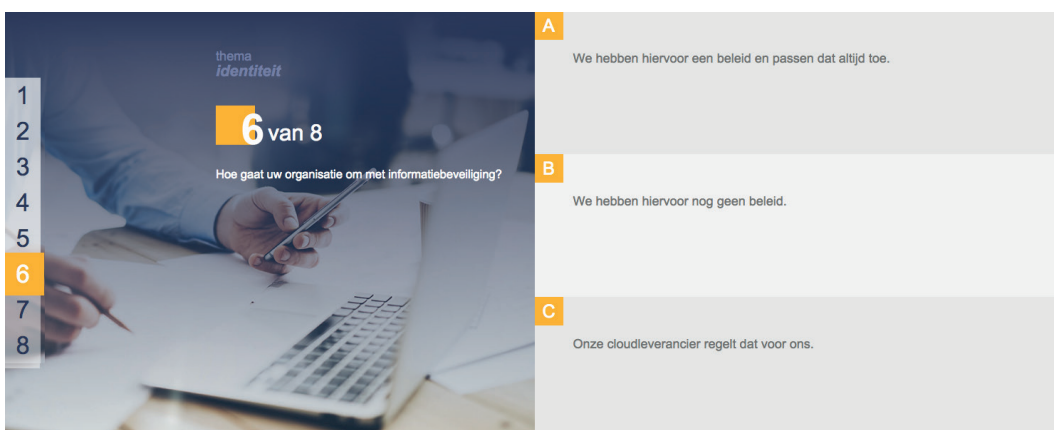 thema
identiteit
6 van 8
Hoe gaat uw organisatie om met informatiebeveiliging?
1
2
3
4
5
6
7
8
A
We hebben hiervoor een beleid en passen dat altijd toe.
B
We hebben hiervoor nog geen beleid.
C
Onze cloudleverancier regelt dat voor ons.